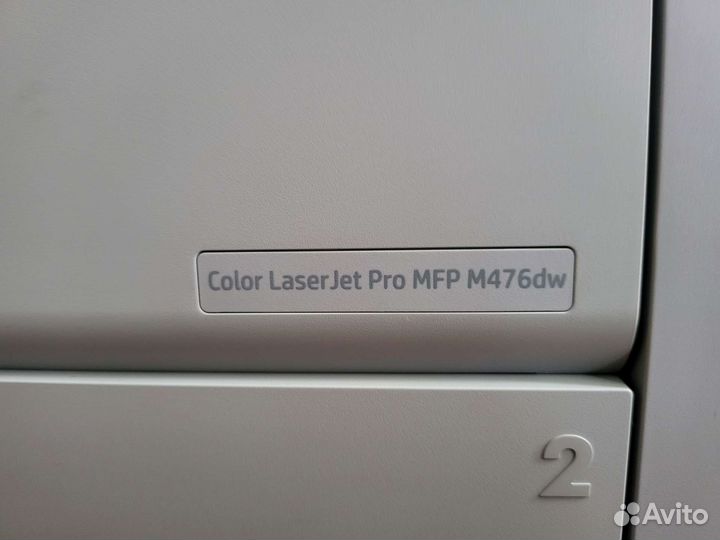 Color LaserJet Pro MFP M476dw
2
Avito